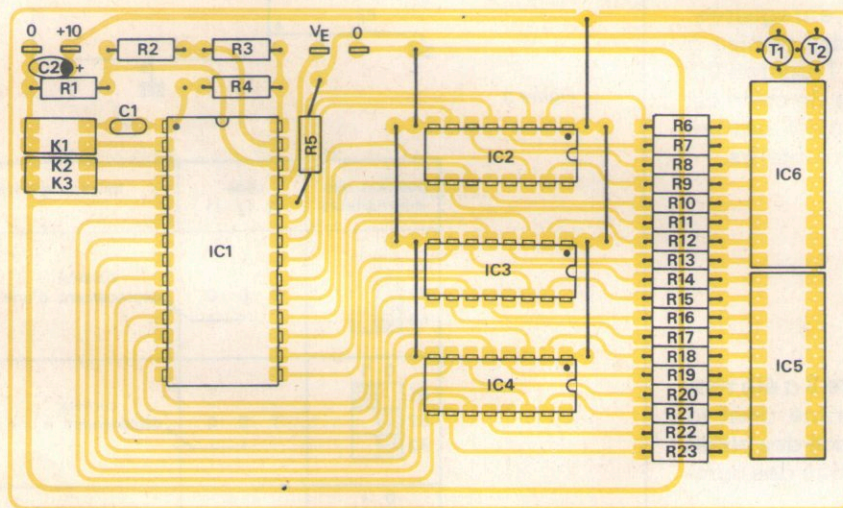 0 +10 VE 0
R2 R3 T1 T2
C2 +
R1 R4
C1
K1
K2
K3
R5
IC1
IC2
IC3
IC4
R6
R7
R8
R9
R10
R11
R12
R13
R14
R15
R16
R17
R18
R19
R20
R21
R22
R23
IC6
IC5